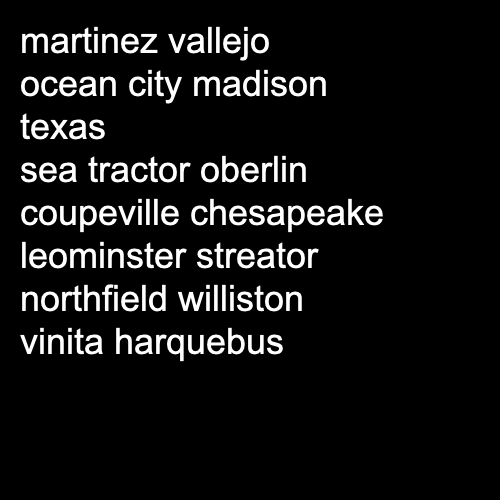 martinez vallejo
ocean city madison
texas
sea tractor oberlin
coupeville chesapeake
leominster streator
northfield williston
vinita harquebus